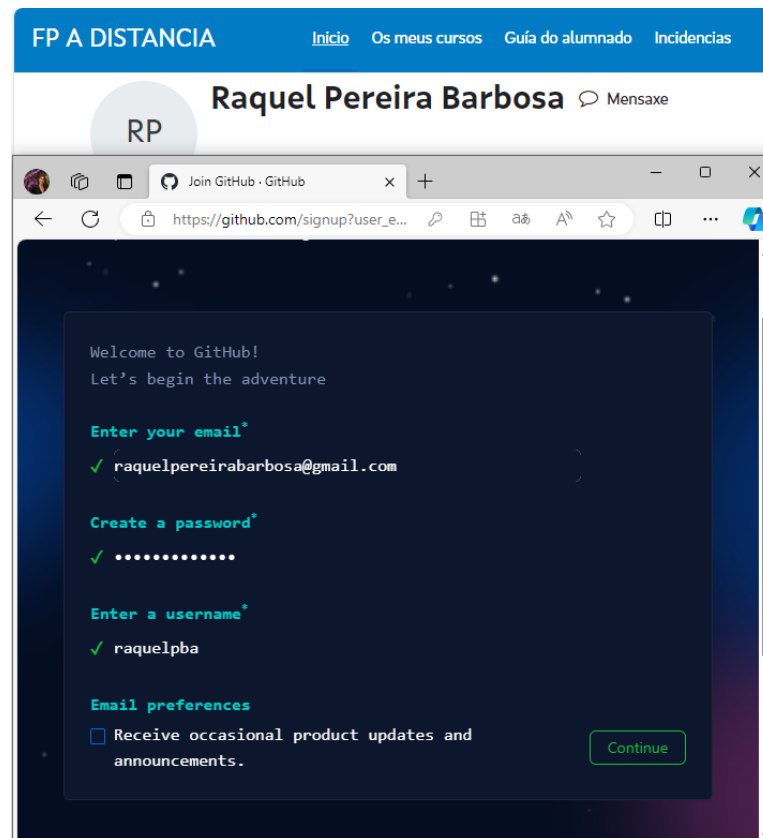 FP A DISTANCIA Inicio Os meus cursos Guía do alumnado Incidencias
Raquel Pereira Barbosa Mensaxe
RP
Join GitHub · GitHub
https://github.com/signup?user_e...
Welcome to GitHub!
Let’s begin the adventure
Enter your email*
raquelpereirabarbosa@gmail.com
Create a password*
•••••••••••••
Enter a username*
raquelpba
Email preferences
Receive occasional product updates and
announcements.
Continue